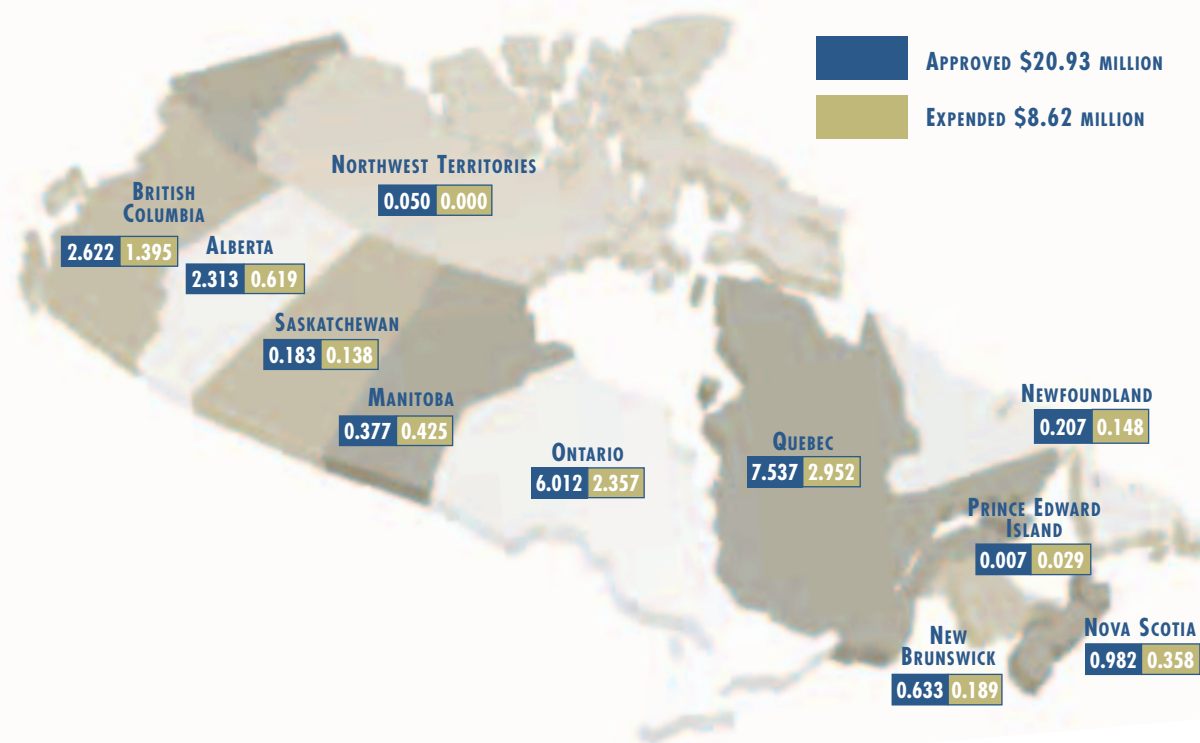 APPROVED $20.93 MILLION
EXPENDED $8.62 MILLION
NORTHWEST TERRITORIES
0.050 0.000
BRITISH
COLUMBIA
2.622 1.395
ALBERTA
2.313 0.619
SASKATCHEWAN
0.183 0.138
MANITOBA
0.377 0.425
ONTARIO
6.012 2.357
QUEBEC
7.537 2.952
NEWFOUNDLAND
0.207 0.148
PRINCE EDWARD
ISLAND
0.007 0.029
NOVA SCOTIA
0.982 0.358
NEW
BRUNSWICK
0.633 0.189